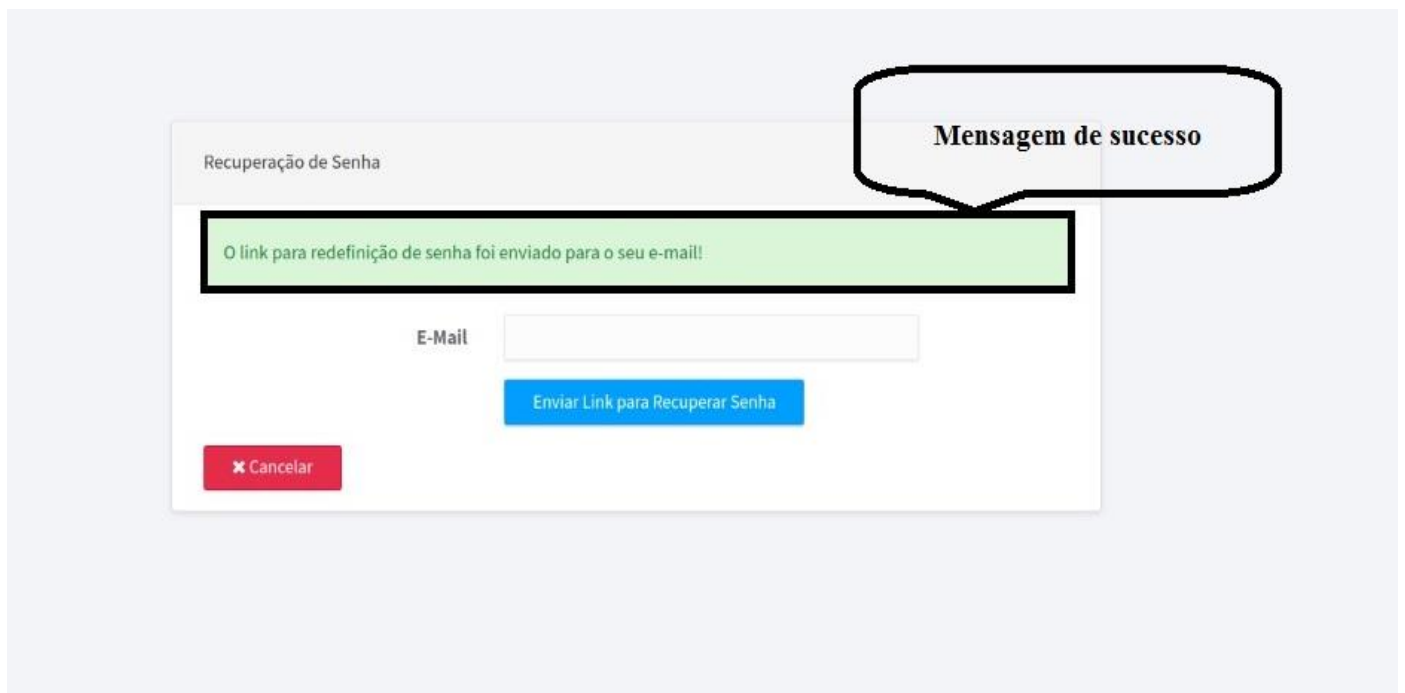 Mensagem de sucesso
Recuperação de Senha
O link para redefinição de senha foi enviado para o seu e-mail!
E-Mail
Enviar Link para Recuperar Senha
✖ Cancelar